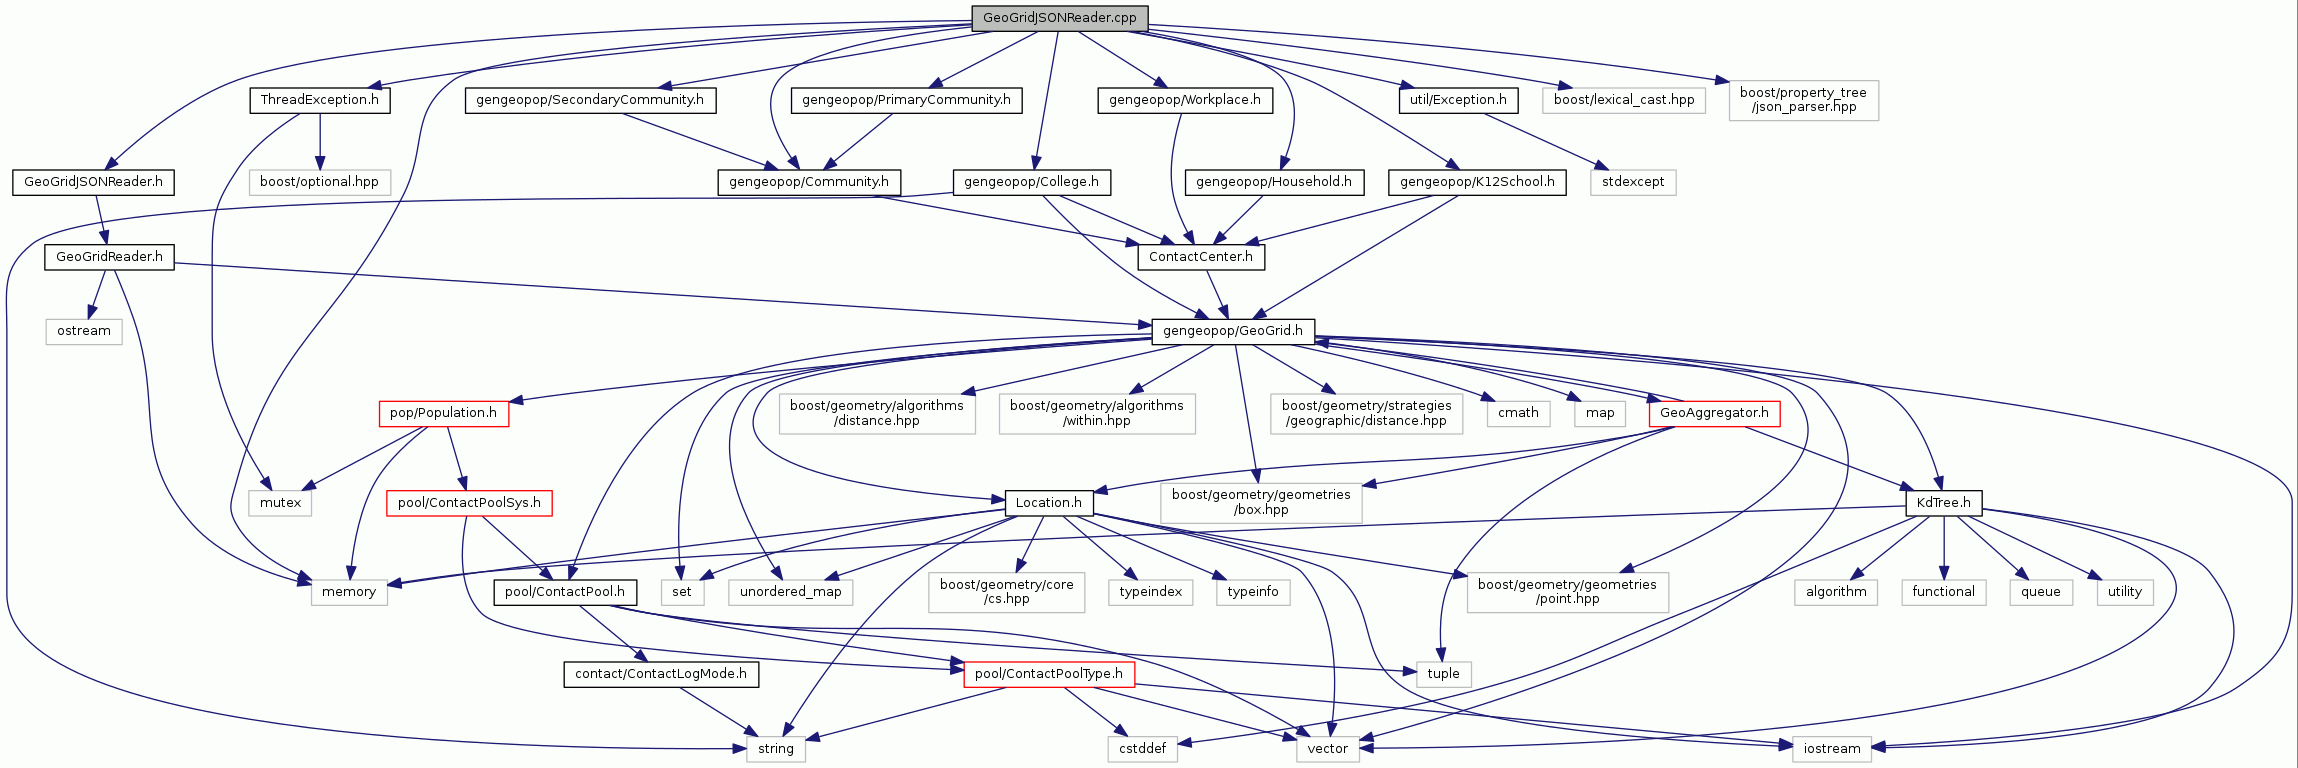 GeoGridJSONReader.cpp
ThreadException.h
gengeopop/SecondaryCommunity.h
gengeopop/PrimaryCommunity.h
gengeopop/Workplace.h
util/Exception.h
boost/lexical_cast.hpp
boost/property_tree
/json_parser.hpp
GeoGridJSONReader.h
boost/optional.hpp
gengeopop/Community.h
gengeopop/College.h
gengeopop/Household.h
gengeopop/K12School.h
stdexcept
GeoGridReader.h
ContactCenter.h
ostream
gengeopop/GeoGrid.h
pop/Population.h
boost/geometry/algorithms
/distance.hpp
boost/geometry/algorithms
/within.hpp
boost/geometry/strategies
/geographic/distance.hpp
cmath
map
GeoAggregator.h
mutex
pool/ContactPoolSys.h
Location.h
boost/geometry/geometries
/box.hpp
KdTree.h
memory
pool/ContactPool.h
set
unordered_map
boost/geometry/core
/cs.hpp
typeindex
typeinfo
boost/geometry/geometries
/point.hpp
algorithm
functional
queue
utility
contact/ContactLogMode.h
pool/ContactPoolType.h
tuple
string
cstddef
vector
iostream